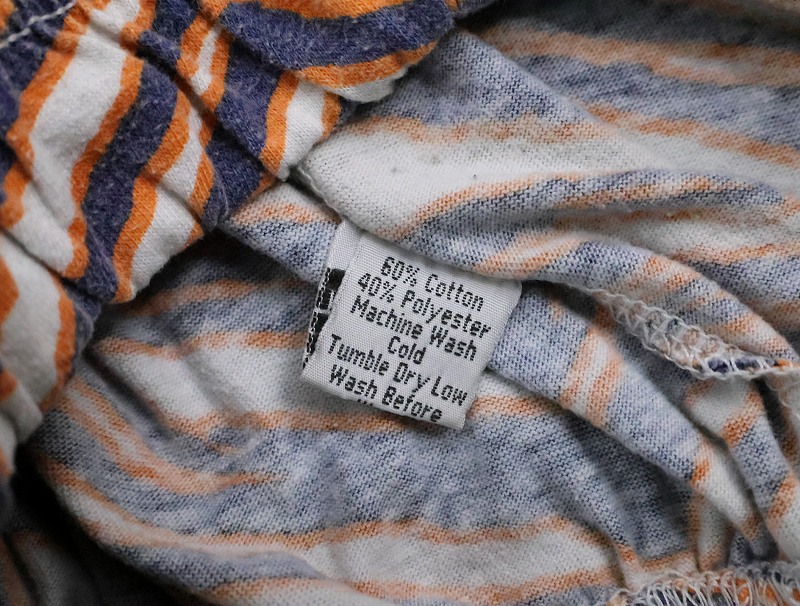 60% Cotton
40% Polyester
Machine Wash
Cold
Tumble Dry Low
Wash Before